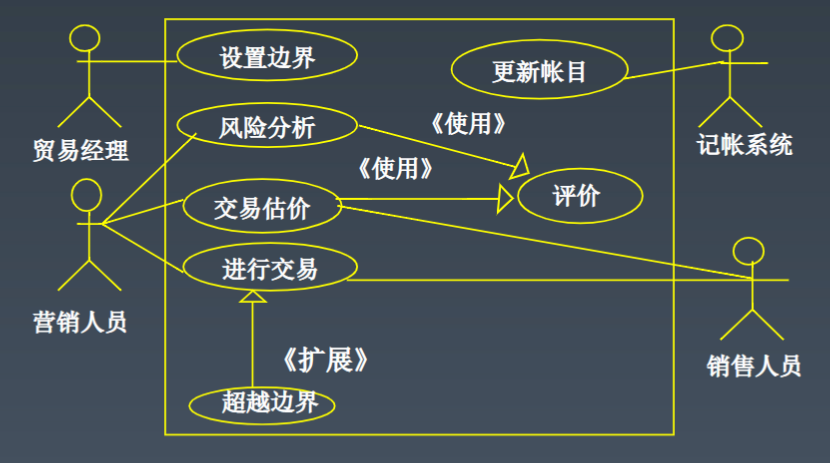 设置边界
更新帐目
贸易经理
风险分析
《使用》
记帐系统
《使用》
评价
交易估价
进行交易
营销人员
《扩展》
销售人员
超越边界